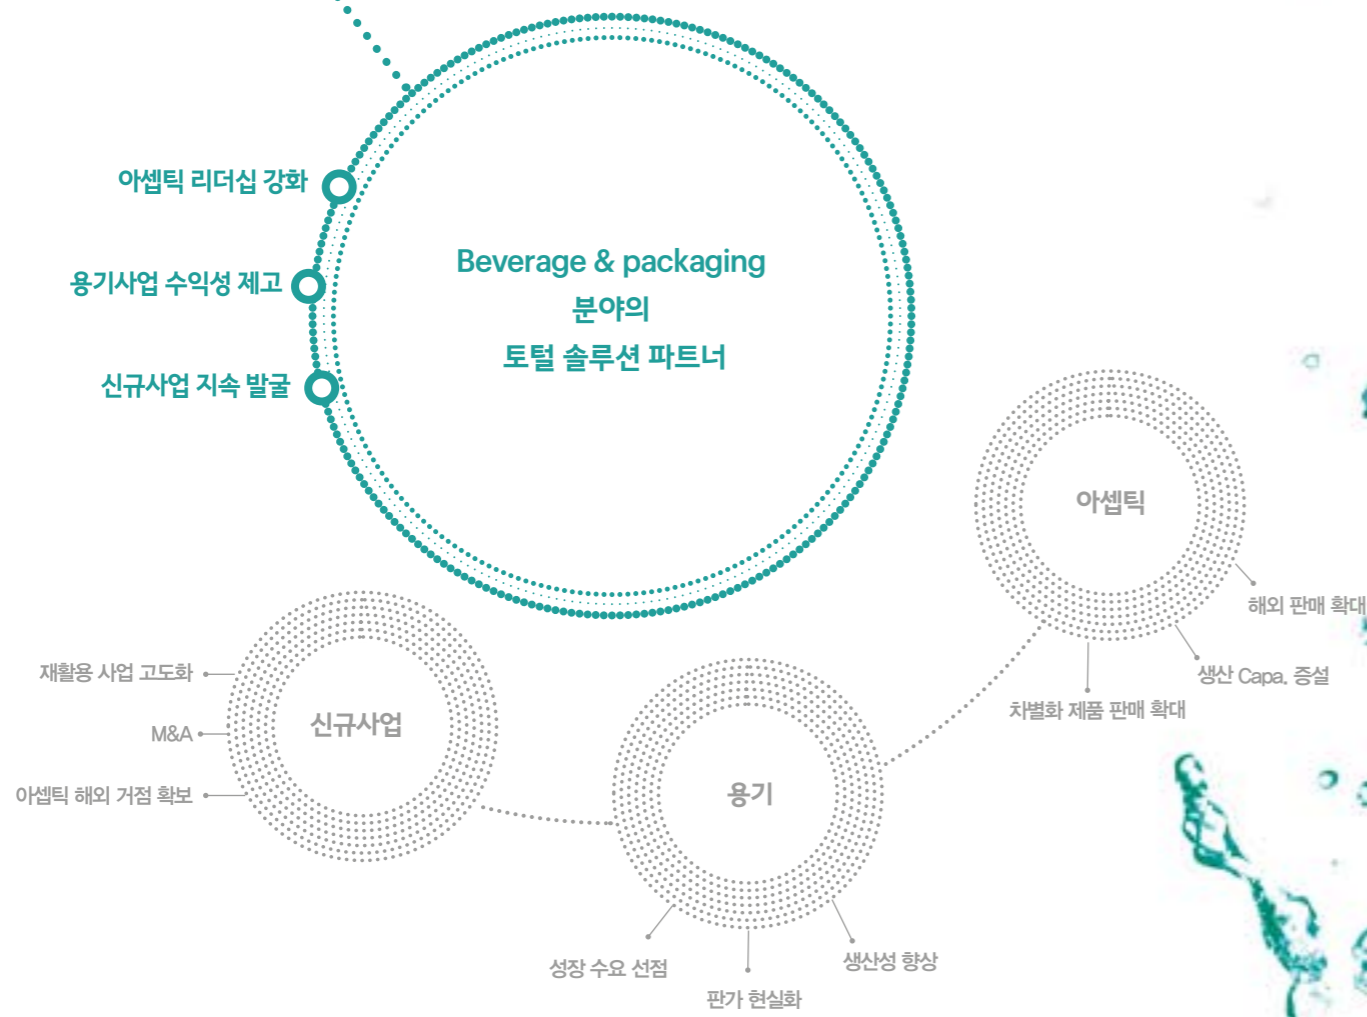 아셉틱 리더십 강화
용기사업 수익성 제고
신규사업 지속 발굴
Beverage & packaging
분야의
토털 솔루션 파트너
아셉틱
해외 판매 확대
생산 Capa. 증설
차별화 제품 판매 확대
신규사업
재활용 사업 고도화
M&A
아셉틱 해외 거점 확보
용기
성장 수요 선점
판가 현실화
생산성 향상